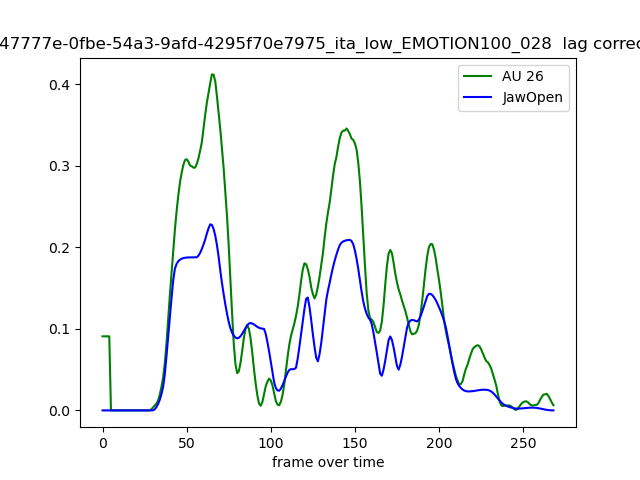 47777e-0fbe-54a3-9afd-4295f70e7975_ita_low_EMOTION100_028 lag correc
AU 26
JawOpen
0.4
0.3
0.2
0.1
0.0
0 50 100 150 200 250
frame over time